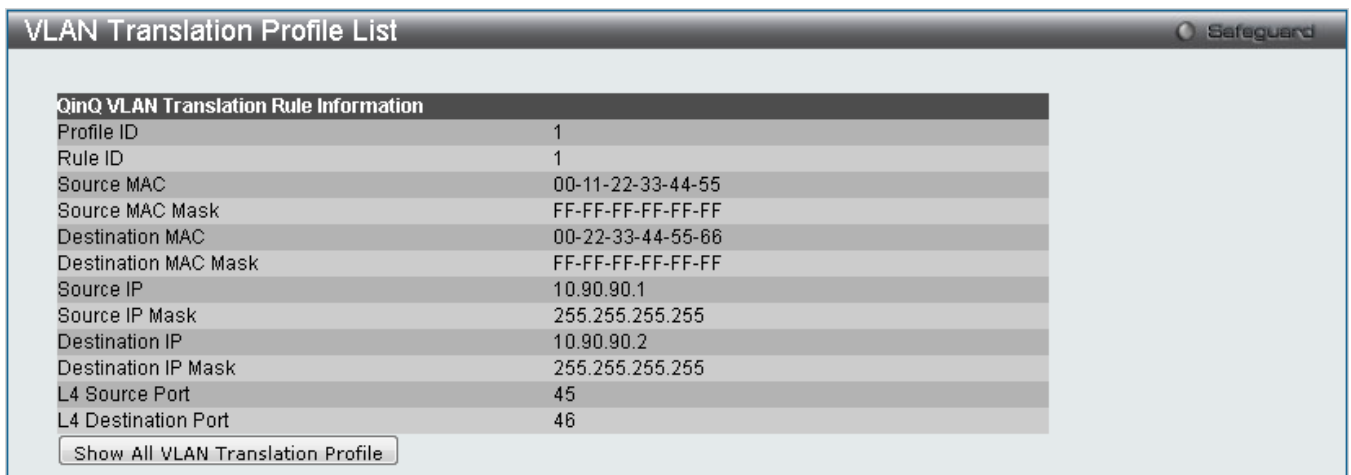 VLAN Translation Profile List
Safeguard
QinQ VLAN Translation Rule Information
Profile ID 1
Rule ID 1
Source MAC 00-11-22-33-44-55
Source MAC Mask FF-FF-FF-FF-FF-FF
Destination MAC 00-22-33-44-55-66
Destination MAC Mask FF-FF-FF-FF-FF-FF
Source IP 10.90.90.1
Source IP Mask 255.255.255.255
Destination IP 10.90.90.2
Destination IP Mask 255.255.255.255
L4 Source Port 45
L4 Destination Port 46
Show All VLAN Translation Profile